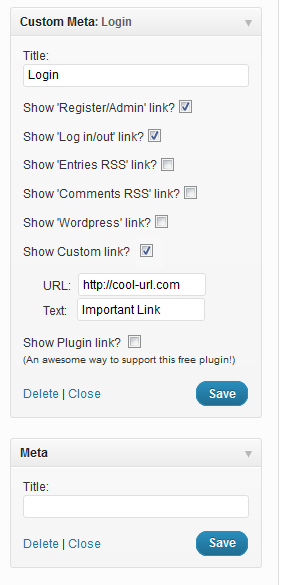 Custom Meta: Login
Title:
Login
Show 'Register/Admin' link?
Show 'Log in/out' link?
Show 'Entries RSS' link?
Show 'Comments RSS' link?
Show 'Wordpress' link?
Show Custom link?
URL: http://cool-url.com
Text: Important Link
Show Plugin link?
(An awesome way to support this free plugin!)
Delete | Close Save
Meta
Title:
Delete | Close Save